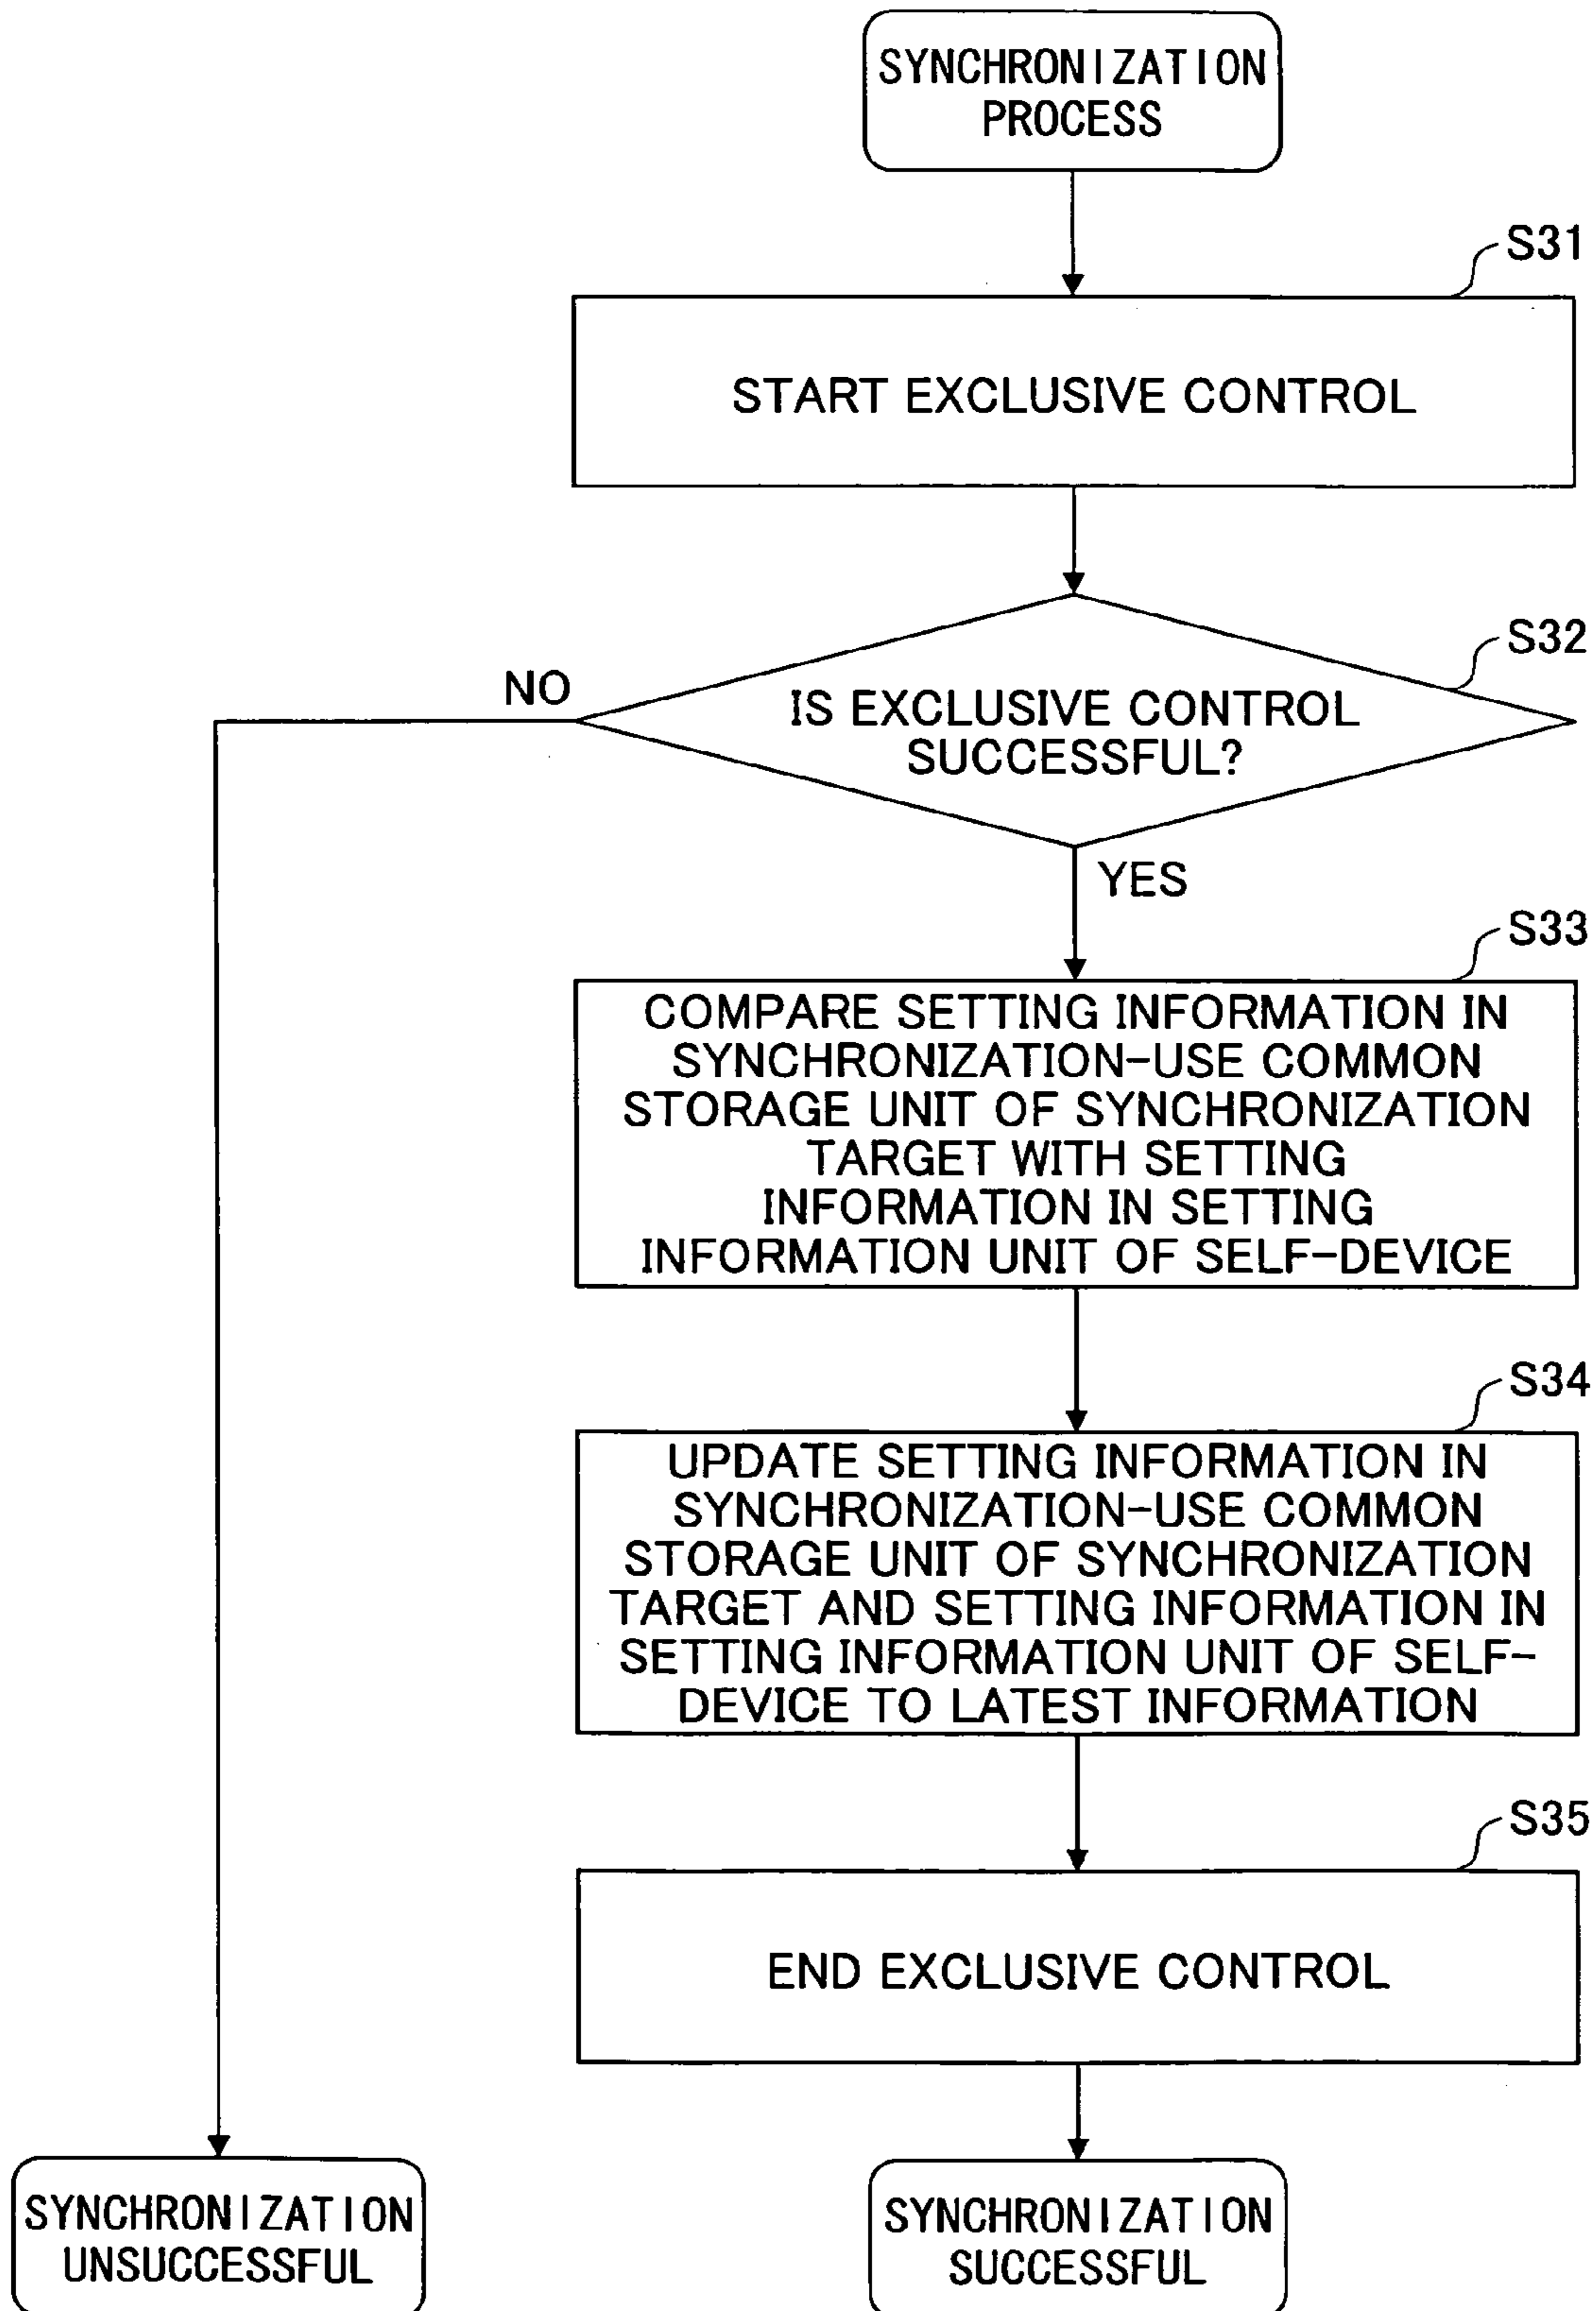 SYNCHRONIZATION
PROCESS
S31
START EXCLUSIVE CONTROL
S32
NO
IS EXCLUSIVE CONTROL
SUCCESSFUL?
YES
S33
COMPARE SETTING INFORMATION IN
SYNCHRONIZATION-USE COMMON
STORAGE UNIT OF SYNCHRONIZATION
TARGET WITH SETTING
INFORMATION IN SETTING
INFORMATION UNIT OF SELF-DEVICE
S34
UPDATE SETTING INFORMATION IN
SYNCHRONIZATION-USE COMMON
STORAGE UNIT OF SYNCHRONIZATION
TARGET AND SETTING INFORMATION IN
SETTING INFORMATION UNIT OF SELF-
DEVICE TO LATEST INFORMATION
S35
END EXCLUSIVE CONTROL
SYNCHRONIZATION
UNSUCCESSFUL
SYNCHRONIZATION
SUCCESSFUL